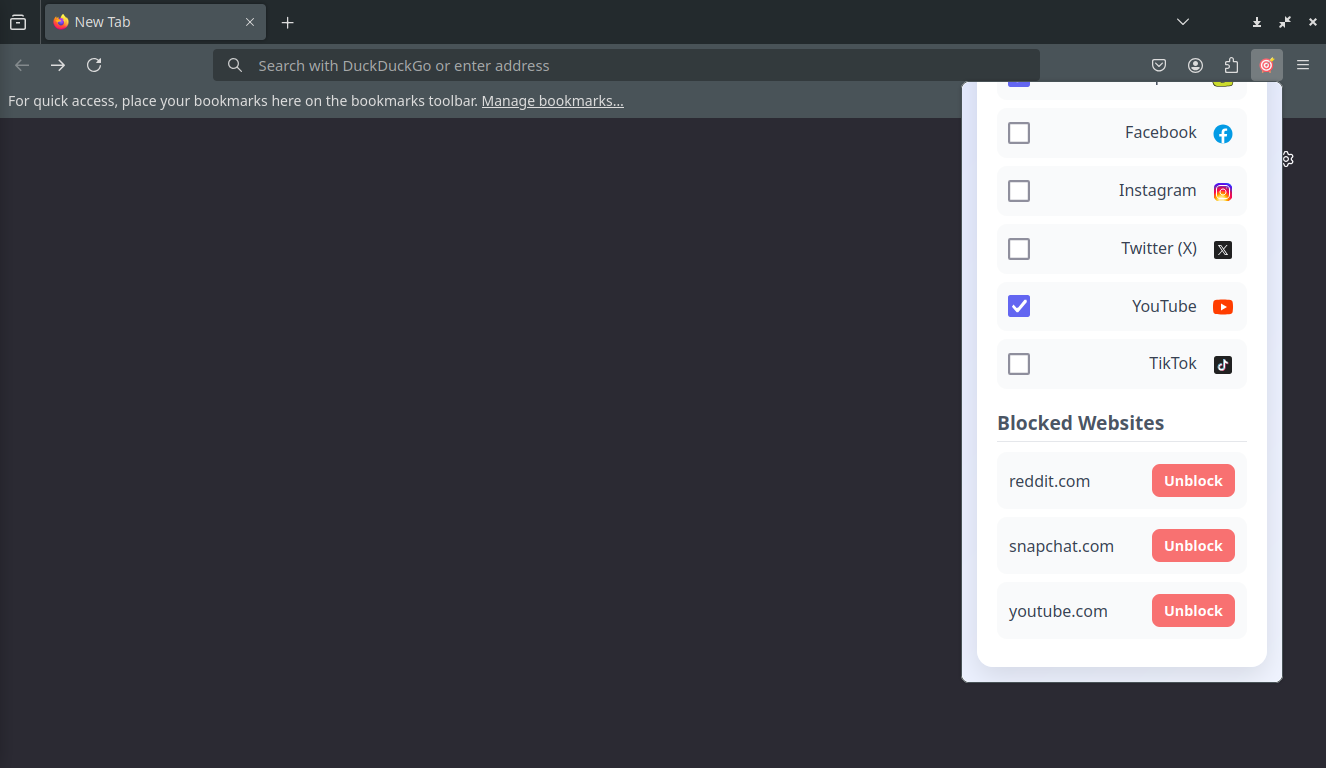 New Tab
Search with DuckDuckGo or enter address
For quick access, place your bookmarks here on the bookmarks toolbar. Manage bookmarks...
Facebook
Instagram
Twitter (X)
YouTube
TikTok
Blocked Websites
reddit.com Unblock
snapchat.com Unblock
youtube.com Unblock